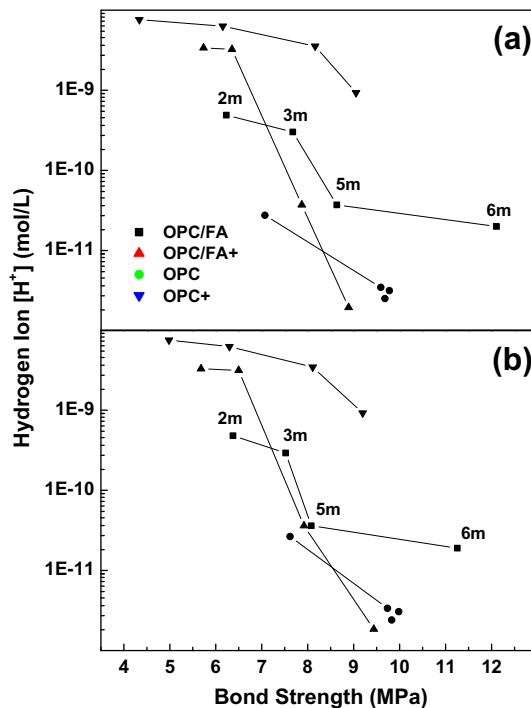 (a)
1E-9
1E-10
1E-11
2m
3m
5m
6m
OPC/FA
OPC/FA+
OPC
OPC+
Hydrogen Ion [H⁺] (mol/L)
(b)
1E-9
1E-10
1E-11
2m
3m
5m
6m
4 5 6 7 8 9 10 11 12
Bond Strength (MPa)